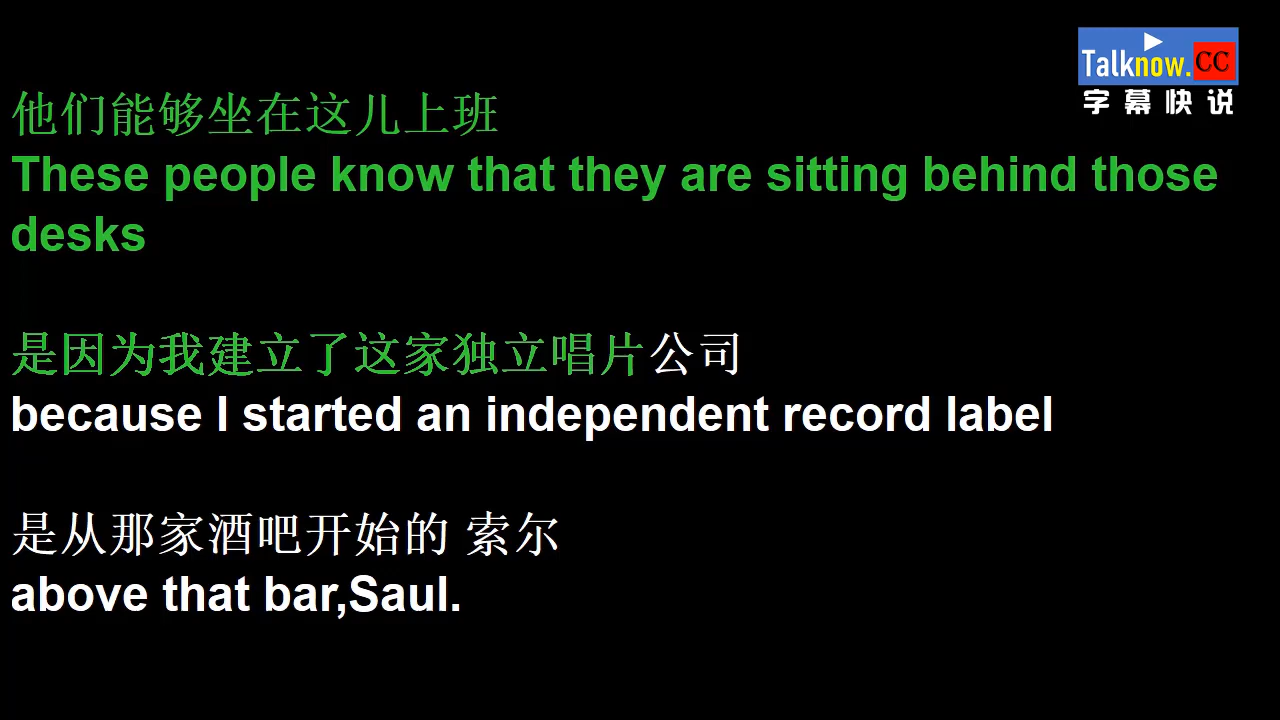 Talknow.CC
字幕快说
他们能够坐在这儿上班
These people know that they are sitting behind those
desks
是因为我建立了这家独立唱片公司
because I started an independent record label
是从那家酒吧开始的 索尔
above that bar,Saul.